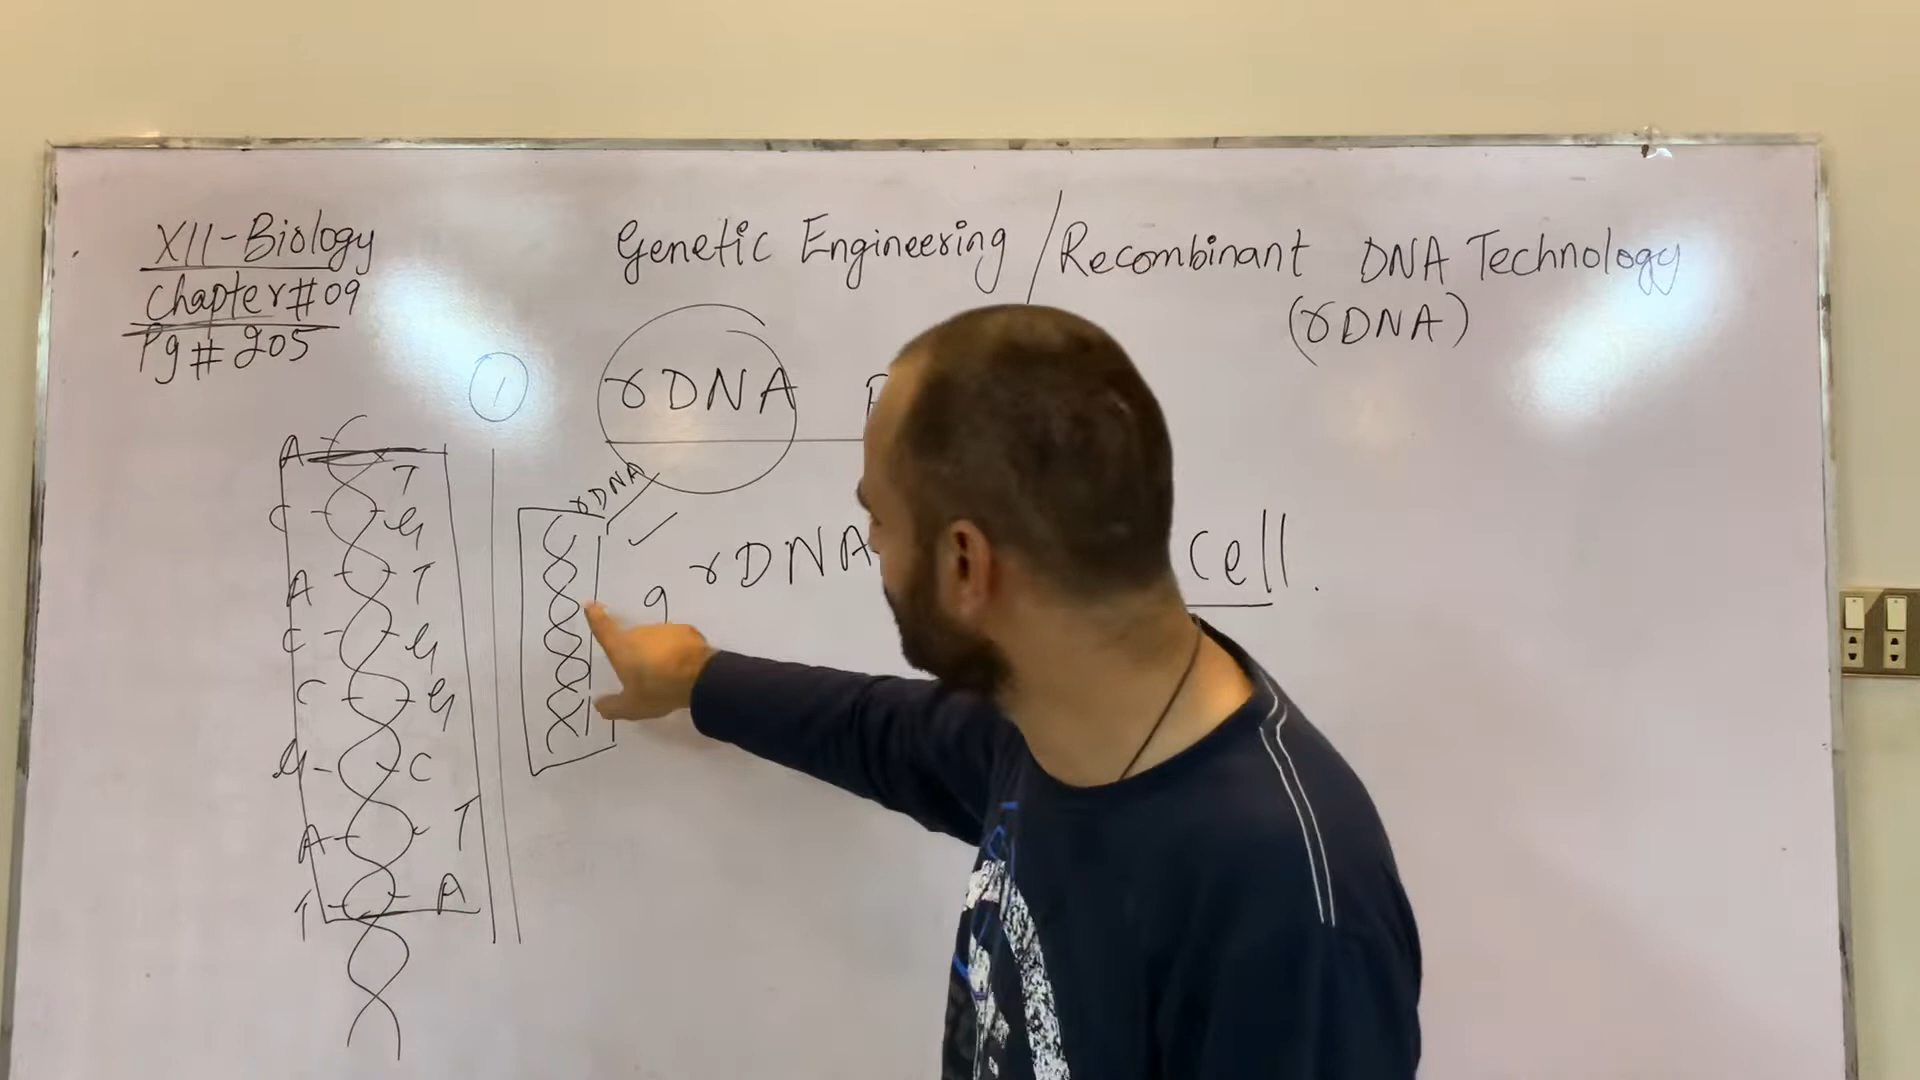 XII-Biology
Chapter#09
Pg# 205
Genetic Engineering/Recombinant DNA Technology
(rDNA)
1
rDNA
rDNA
rDNA
cell.
g
A T
C G
A T
C G
C G
G C
A T
T A